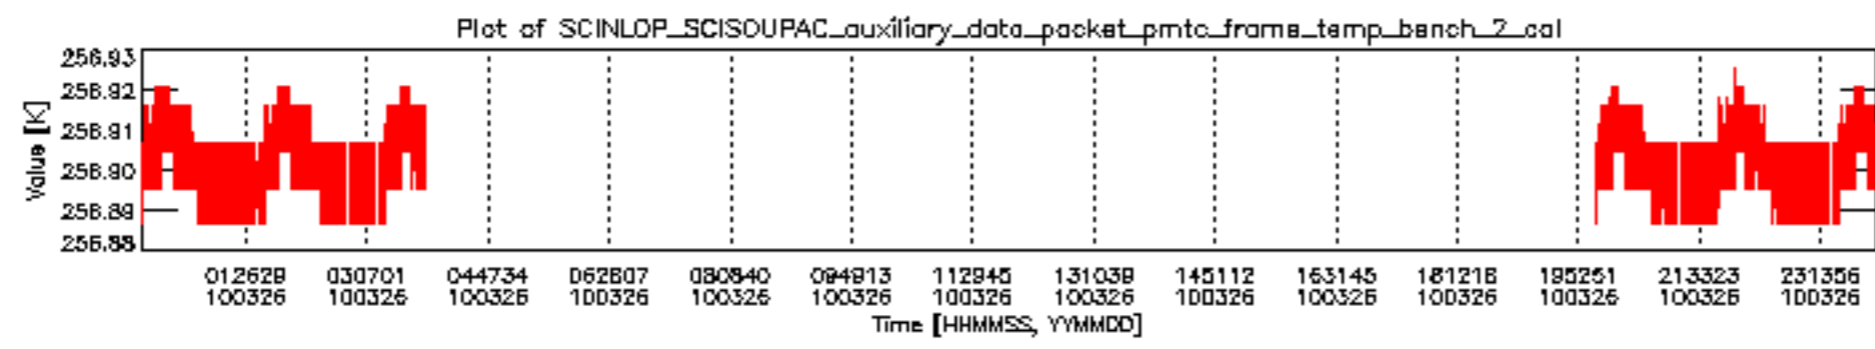 Plot of SCINLOP_SCISOUPAC_auxiliary_data_packet_pmtc_frame_temp_bench_2_cal
256.93
256.92
256.91
256.90
256.89
256.88
Value [K]
012629 030701 044734 062807 080840 094913 112946 131039 145112 163145 181218 195251 213323 231356
100326 100326 100326 100326 100326 100326 100326 100326 100326 100326 100326 100326 100326 100326
Time [HHMMSS, YYMMDD]